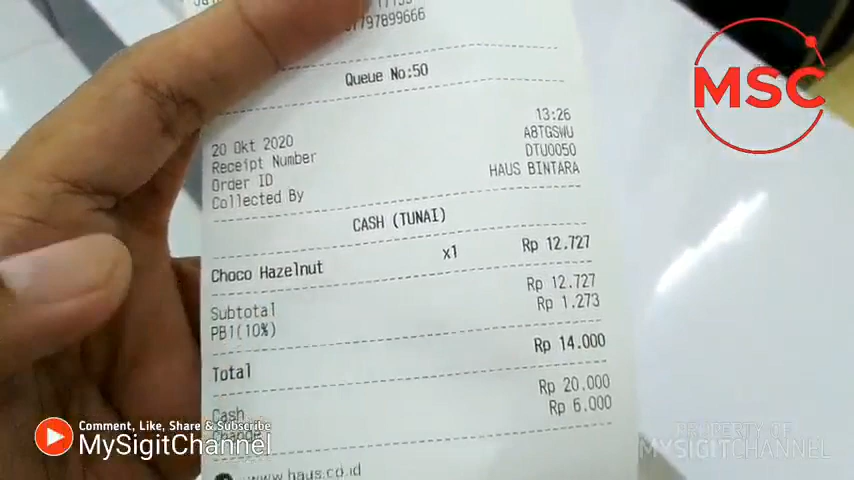 97899666
Queue No:50
20 Okt 2020 13:26
Receipt Number A8TGSWU
Order ID DTU0050
Collected By HAUS BINTARA
CASH (TUNAI)
Choco Hazelnut x1 Rp 12.727
Subtotal Rp 12.727
PB1(10%) Rp 1.273
Total Rp 14.000
Cash Rp 20.000
Change Rp 6.000
www.haus.co.id
MSC
Comment, Like, Share & Subscribe
MySigitChannel
PROPERTY OF
MYSIGITCHANNEL